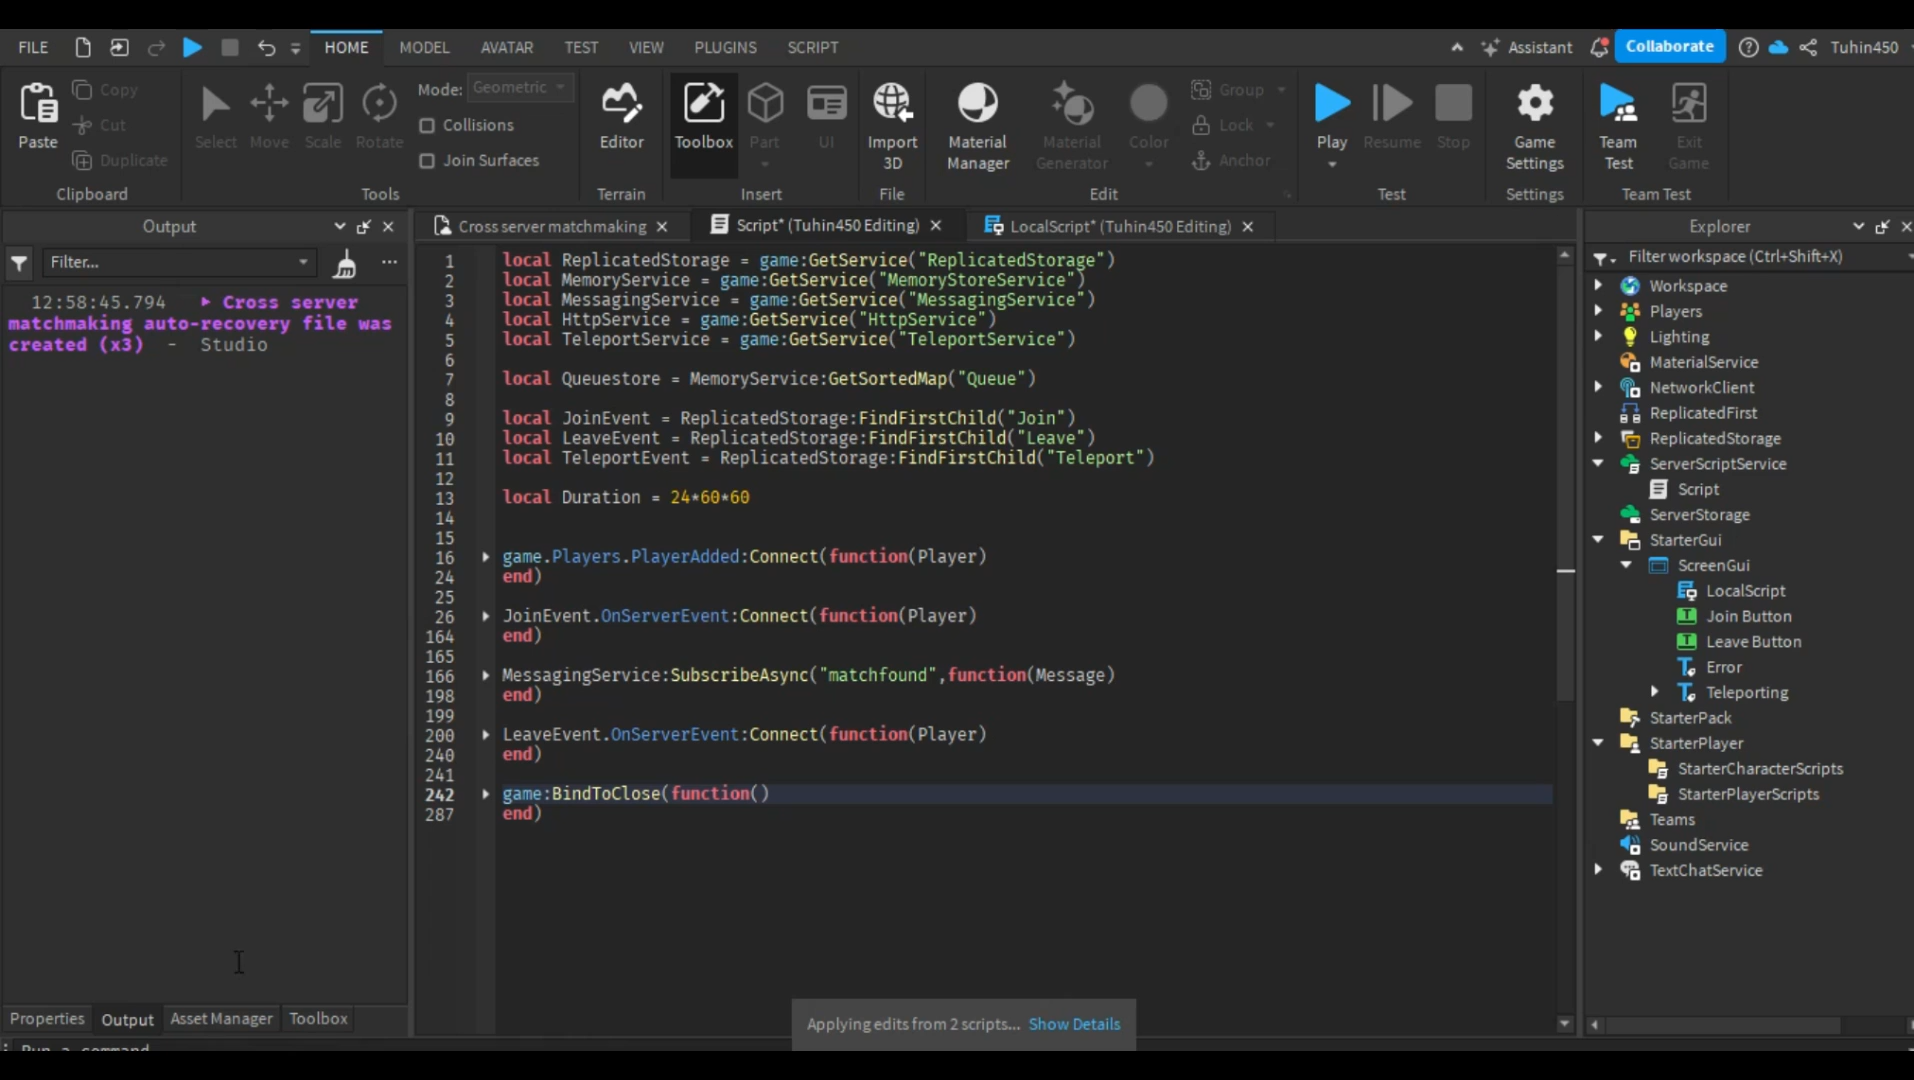 FILE HOME MODEL AVATAR TEST VIEW PLUGINS SCRIPT Assistant Collaborate Tuhin450
Paste Copy Cut Duplicate
Clipboard
Select Move Scale Rotate
Mode: Geometric
Collisions
Join Surfaces
Tools
Editor
Terrain
Toolbox Part UI
Insert
Import 3D
File
Material Manager Material Generator Color Group Lock Anchor
Edit
Play Resume Stop
Test
Game Settings
Settings
Team Test Exit Game
Team Test
Output
Filter...
12:58:45.794 Cross server
matchmaking auto-recovery file was
created (x3) - Studio
Cross server matchmaking Script* (Tuhin450 Editing) LocalScript* (Tuhin450 Editing)
1 local ReplicatedStorage = game:GetService("ReplicatedStorage")
2 local MemoryService = game:GetService("MemoryStoreService")
3 local MessagingService = game:GetService("MessagingService")
4 local HttpService = game:GetService("HttpService")
5 local TeleportService = game:GetService("TeleportService")
6
7 local Queuestore = MemoryService:GetSortedMap("Queue")
8
9 local JoinEvent = ReplicatedStorage:FindFirstChild("Join")
10 local LeaveEvent = ReplicatedStorage:FindFirstChild("Leave")
11 local TeleportEvent = ReplicatedStorage:FindFirstChild("Teleport")
12
13 local Duration = 24*60*60
14
15
16 game.Players.PlayerAdded:Connect(function(Player)
24 end)
25
26 JoinEvent.OnServerEvent:Connect(function(Player)
164 end)
165
166 MessagingService:SubscribeAsync("matchfound",function(Message)
198 end)
199
200 LeaveEvent.OnServerEvent:Connect(function(Player)
240 end)
241
242 game:BindToClose(function()
287 end)
Explorer
Filter workspace (Ctrl+Shift+X)
Workspace
Players
Lighting
MaterialService
NetworkClient
ReplicatedFirst
ReplicatedStorage
ServerScriptService
Script
ServerStorage
StarterGui
ScreenGui
LocalScript
Join Button
Leave Button
Error
Teleporting
StarterPack
StarterPlayer
StarterCharacterScripts
StarterPlayerScripts
Teams
SoundService
TextChatService
Properties Output Asset Manager Toolbox
Applying edits from 2 scripts... Show Details
Run a command